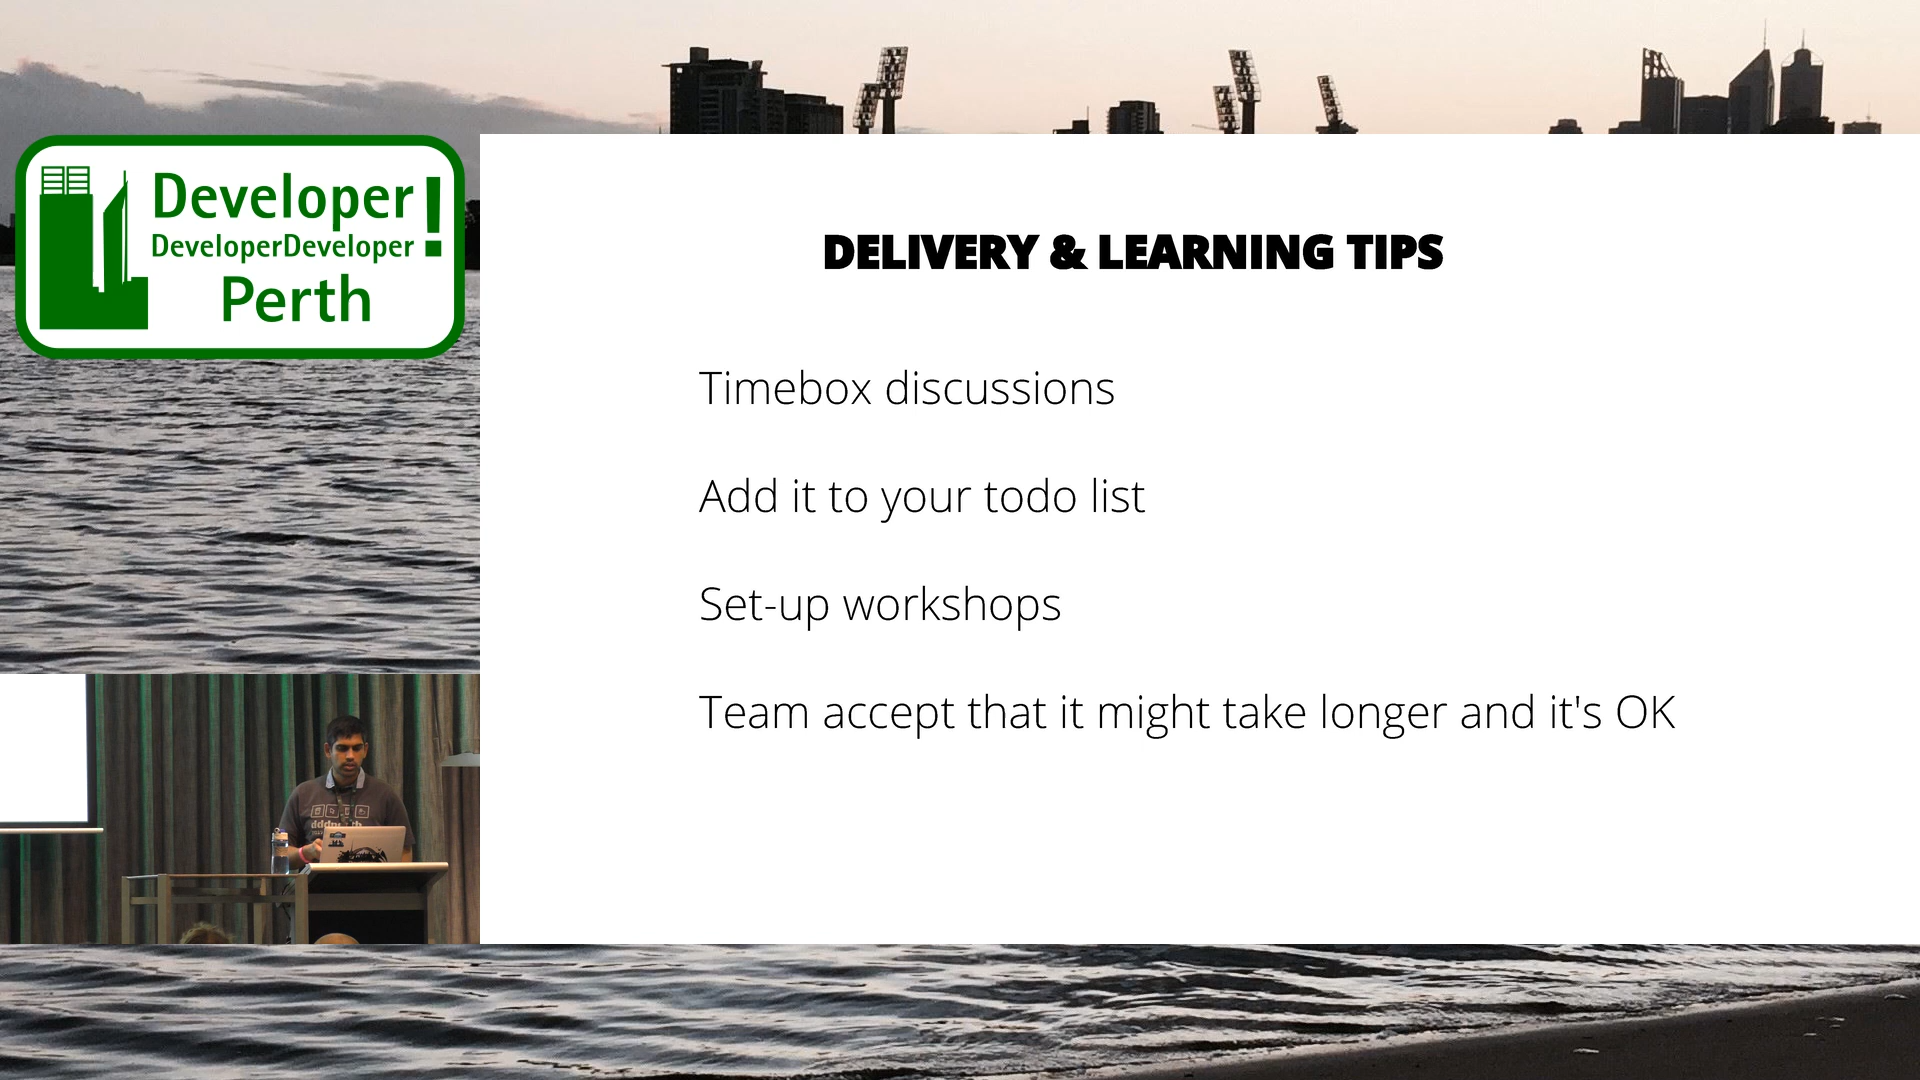 Developer!
DeveloperDeveloper
Perth
DELIVERY & LEARNING TIPS
Timebox discussions
Add it to your todo list
Set-up workshops
Team accept that it might take longer and it's OK